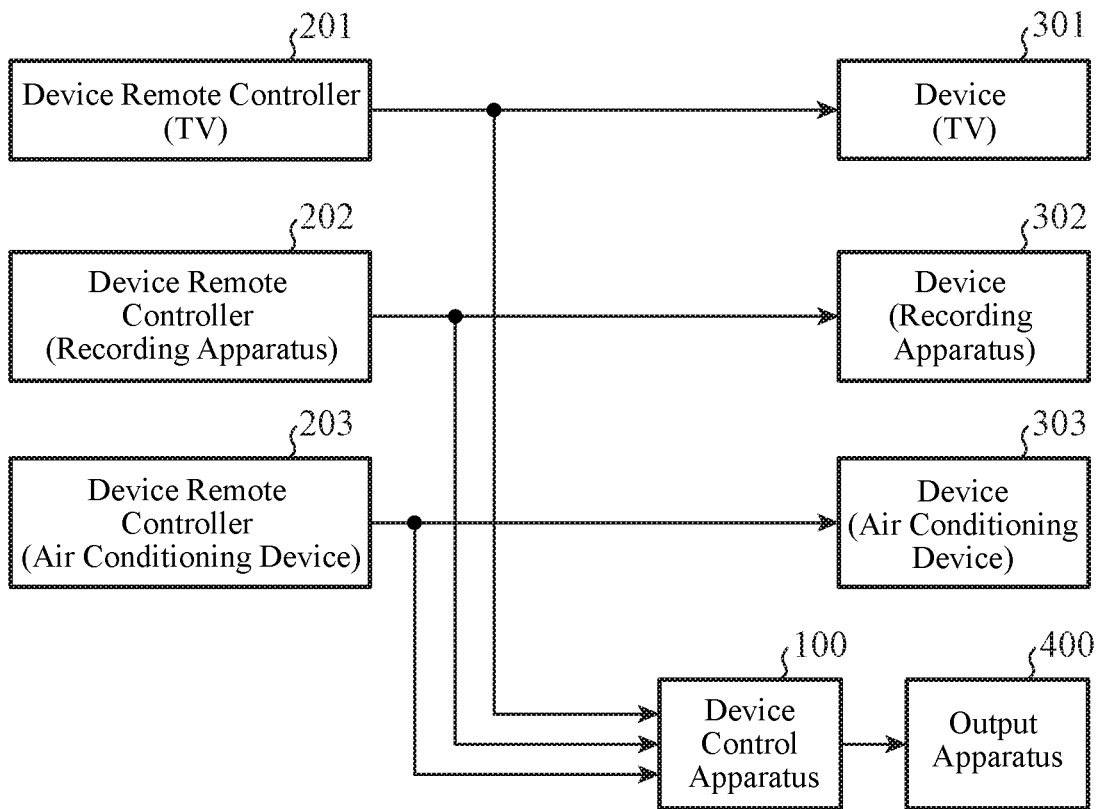 201
Device Remote Controller
(TV)
301
Device
(TV)
202
Device Remote
Controller
(Recording Apparatus)
302
Device
(Recording
Apparatus)
203
Device Remote
Controller
(Air Conditioning Device)
303
Device
(Air Conditioning
Device)
100
Device
Control
Apparatus
400
Output
Apparatus